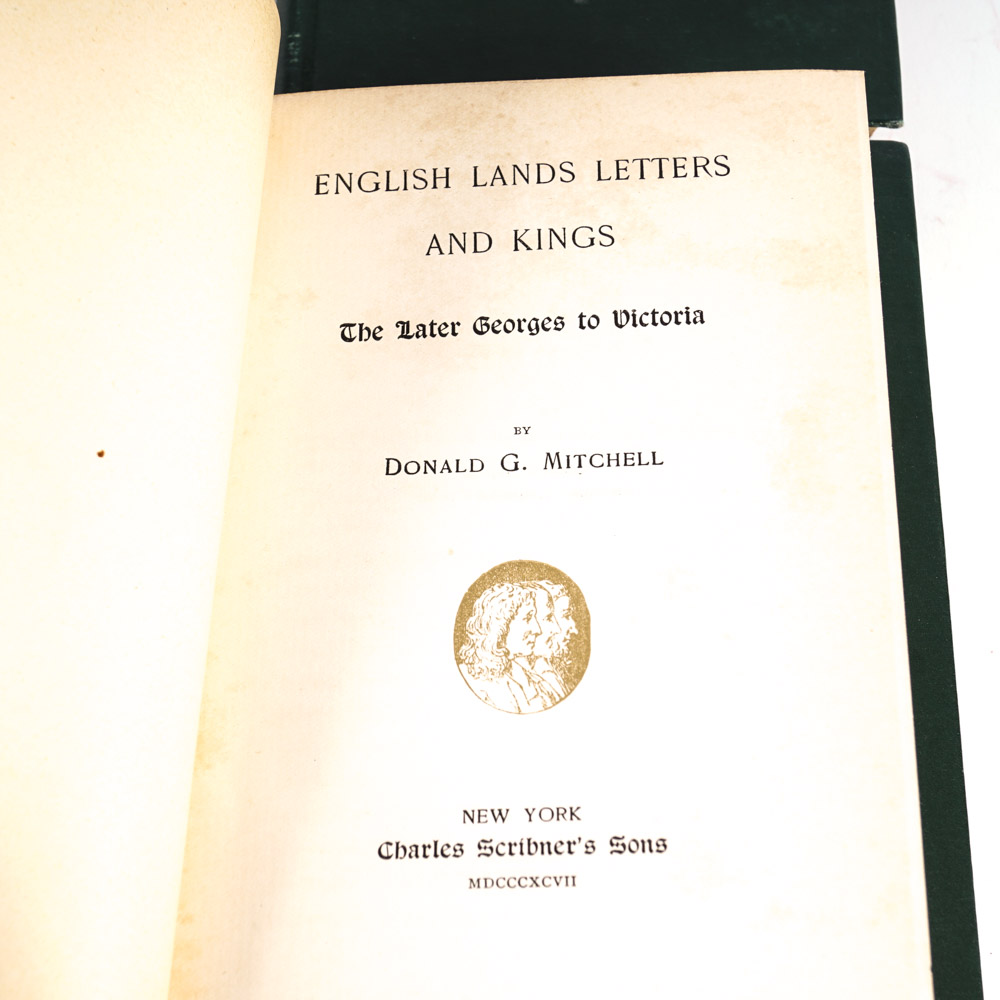 ENGLISH LANDS LETTERS
AND KINGS
The Later Georges to Victoria
BY
DONALD G. MITCHELL
NEW YORK
Charles Scribner's Sons
MDCCCXCVII